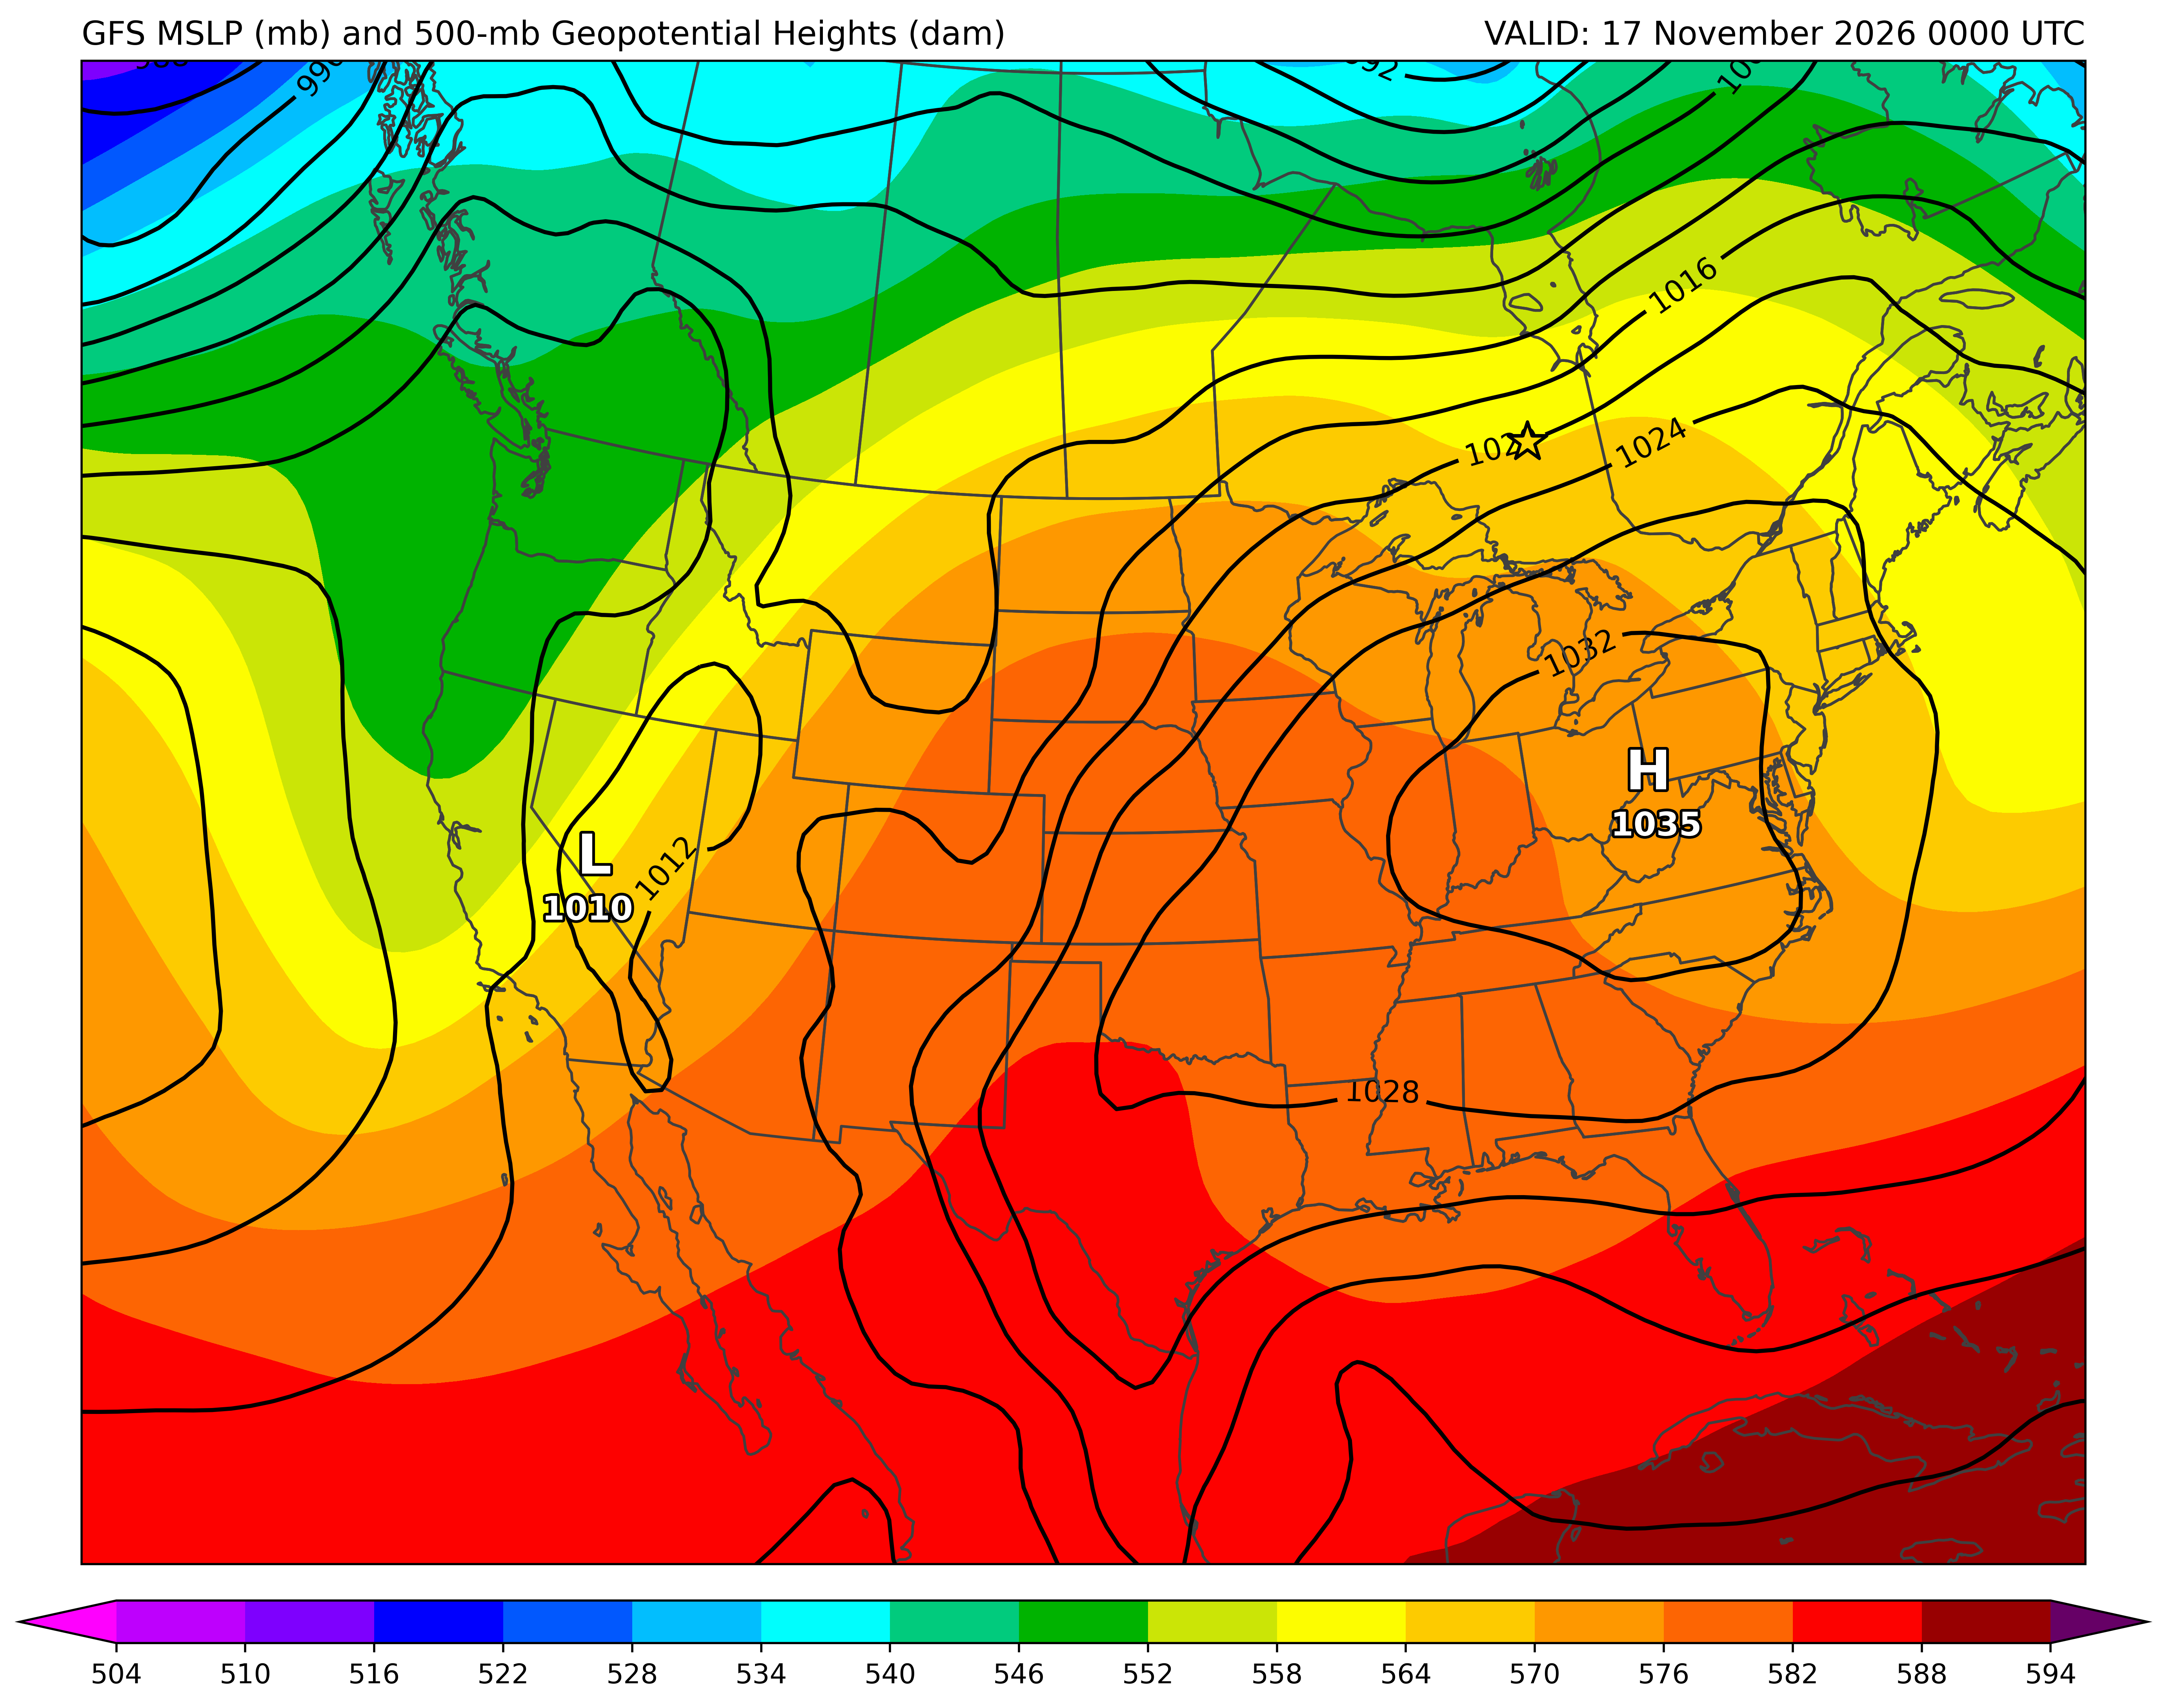 GFS MSLP (mb) and 500-mb Geopotential Heights (dam)
VALID: 17 November 2026 0000 UTC
1016
1024
1032
H
1035
L
1010
1012
1028
504 510 516 522 528 534 540 546 552 558 564 570 576 582 588 594